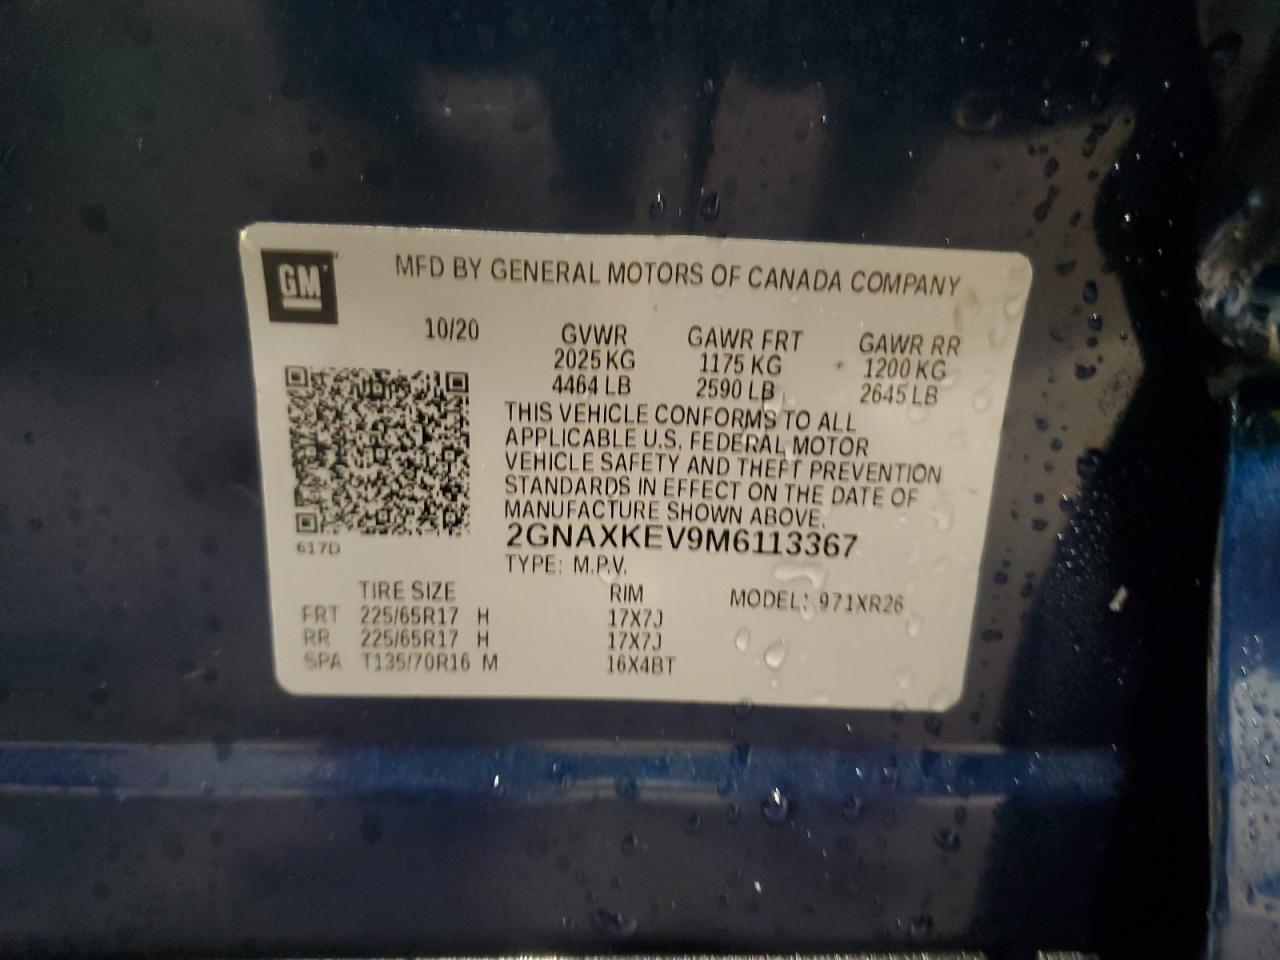 GM
MFD BY GENERAL MOTORS OF CANADA COMPANY
10/20 GVWR GAWR FRT GAWR RR
2025 KG 1175 KG 1200 KG
4464 LB 2590 LB 2645 LB
THIS VEHICLE CONFORMS TO ALL
APPLICABLE U.S. FEDERAL MOTOR
VEHICLE SAFETY AND THEFT PREVENTION
STANDARDS IN EFFECT ON THE DATE OF
MANUFACTURE SHOWN ABOVE.
2GNAXKEV9M6113367
617D
TYPE: M.P.V.
TIRE SIZE RIM MODEL: 971XR26
FRT 225/65R17 H 17X7J
RR 225/65R17 H 17X7J
SPA T135/70R16 M 16X4BT